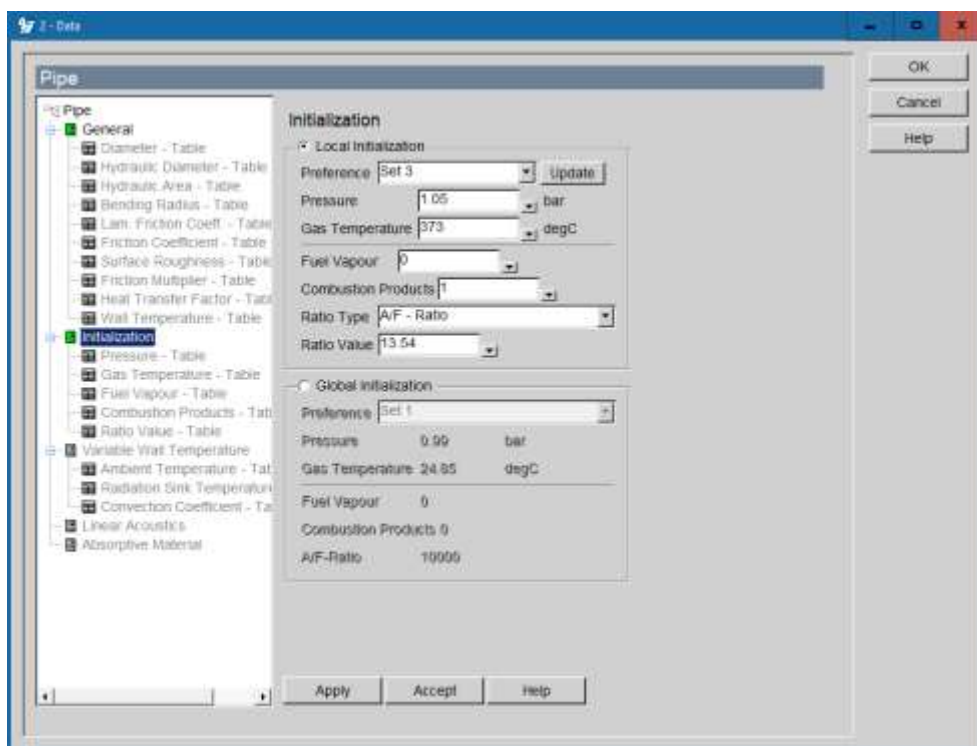 2 - Data
OK
Cancel
Help
Pipe
Pipe
General
Diameter - Table
Hydraulic Diameter - Table
Hydraulic Area - Table
Bending Radius - Table
Lam. Friction Coeff. - Table
Friction Coefficient - Table
Surface Roughness - Table
Friction Multiplier - Table
Heat Transfer Factor - Tabl
Wall Temperature - Table
Initialization
Pressure - Table
Gas Temperature - Table
Fuel Vapour - Table
Combustion Products - Tabl
Ratio Value - Table
Variable Wall Temperature
Ambient Temperature - Tat
Radiation Sink Temperature
Convection Coefficient - Ta
Linear Acoustics
Absorptive Material
Initialization
Local Initialization
Preference Set 3 Update
Pressure 1.05 bar
Gas Temperature 373 degC
Fuel Vapour 0
Combustion Products 1
Ratio Type A/F - Ratio
Ratio Value 13.54
Global Initialization
Preference Set 1
Pressure 0.99 bar
Gas Temperature 24.85 degC
Fuel Vapour 0
Combustion Products 0
A/F-Ratio 10000
Apply Accept Help